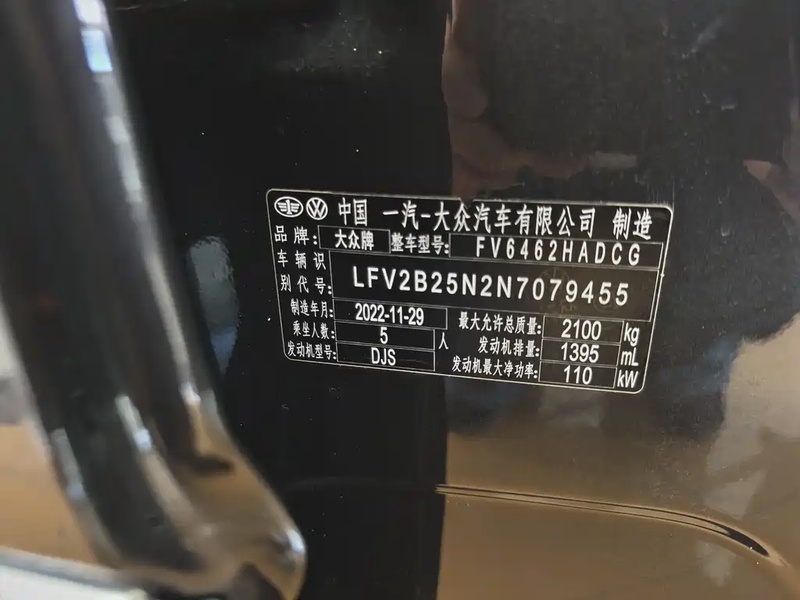 中国 一汽-大众汽车有限公司 制造
品牌: 大众牌 整车型号: FV6462HADCG
车辆识别代号: LFV2B25N2N7079455
制造年月: 2022-11-29 最大允许总质量: 2100 kg
乘坐人数: 5 人 发动机排量: 1395 mL
发动机型号: DJS 发动机最大净功率: 110 kW